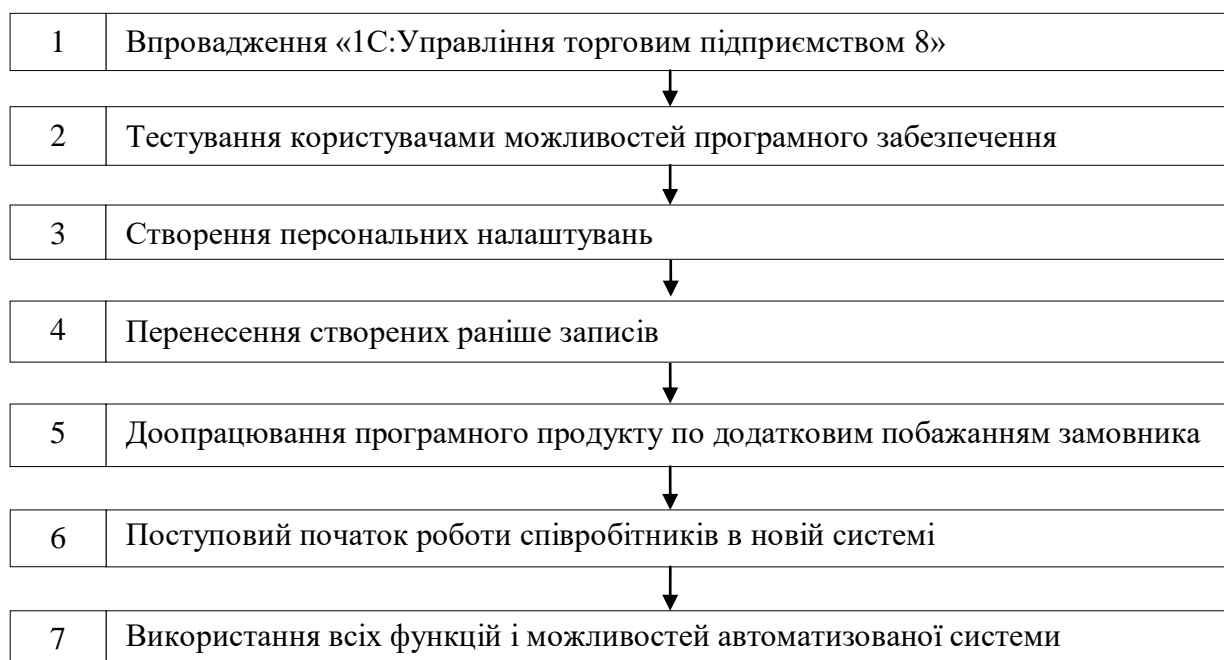 1 Впровадження «1С:Управління торговим підприємством 8»
2 Тестування користувачами можливостей програмного забезпечення
3 Створення персональних налаштувань
4 Перенесення створених раніше записів
5 Доопрацювання програмного продукту по додатковим побажанням замовника
6 Поступовий початок роботи співробітників в новій системі
7 Використання всіх функцій і можливостей автоматизованої системи